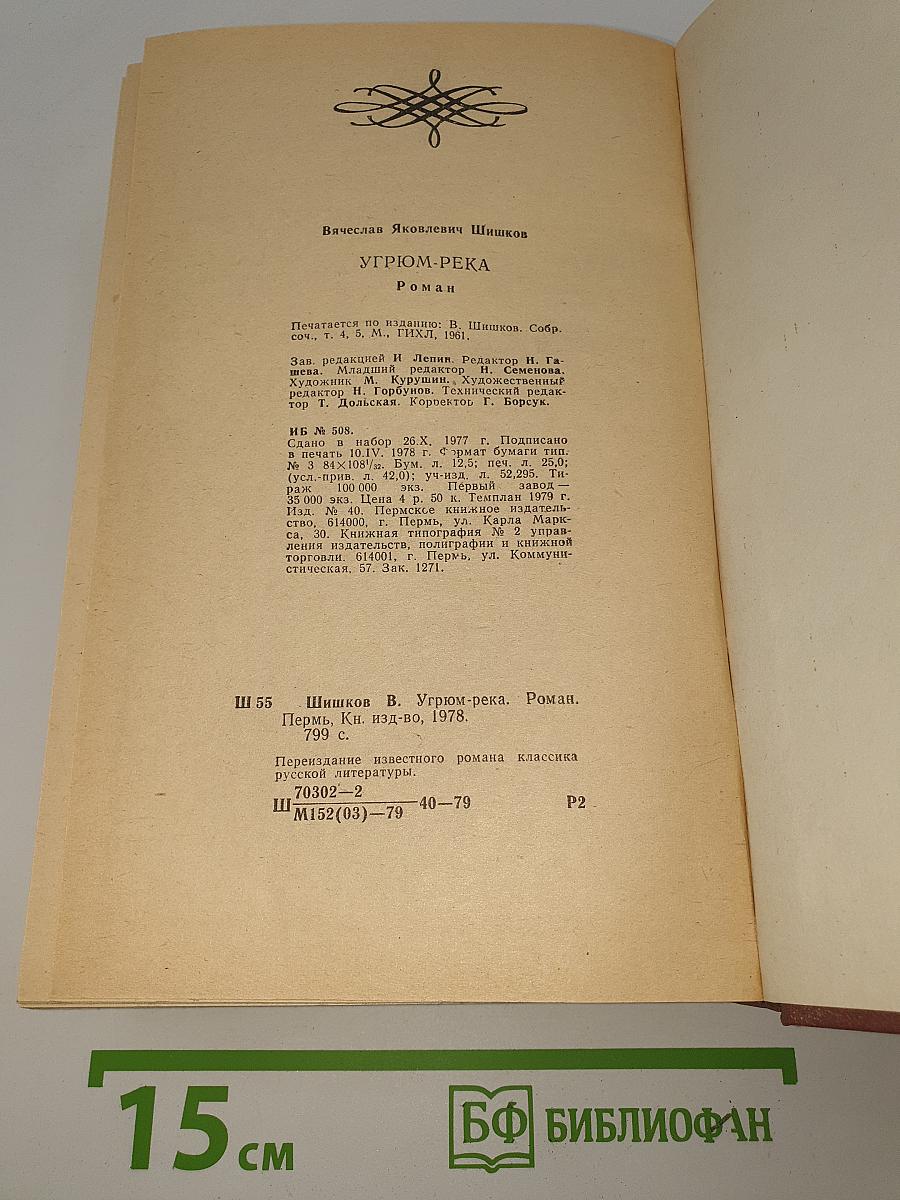 Вячеслав Яковлевич Шишков
УГРЮМ-РЕКА
Роман
Печатается по изданию: В. Шишков. Собр.
соч., т. 4, 5. М., ГИХЛ, 1961.
Зав. редакцией И Лепин. Редактор Н. Га-
шева. Младший редактор Н. Семенова.
Художник М. Курушин. Художественный
редактор Н. Горбунов. Технический редак-
тор Т. Дольская. Корректор Г. Борсук.
ИБ № 508.
Сдано в набор 26.X. 1977 г. Подписано
в печать 10.IV. 1978 г. Формат бумаги тип.
№ 3 84×108¹/₃₂. Бум. л. 12,5; печ. л. 25,0;
(усл.-прив. л. 42,0); уч-изд. л. 52,295. Ти-
раж 100 000 экз. Первый завод —
35 000 экз. Цена 4 р. 50 к. Темплан 1979 г.
Изд. № 40. Пермское книжное издатель-
ство, 614000, г. Пермь, ул. Карла Марк-
са, 30. Книжная типография № 2 управ-
ления издательств, полиграфии и книжной
торговли. 614001, г. Пермь, ул. Коммуни-
стическая, 57. Зак. 1271.
Ш 55 Шишков В. Угрюм-река. Роман.
Пермь, Кн. изд-во, 1978.
799 с.
Переиздание известного романа классика
русской литературы.
70302—2
Ш 40—79 Р2
М152(03)—79
15 см БФ БИБЛИОФАН